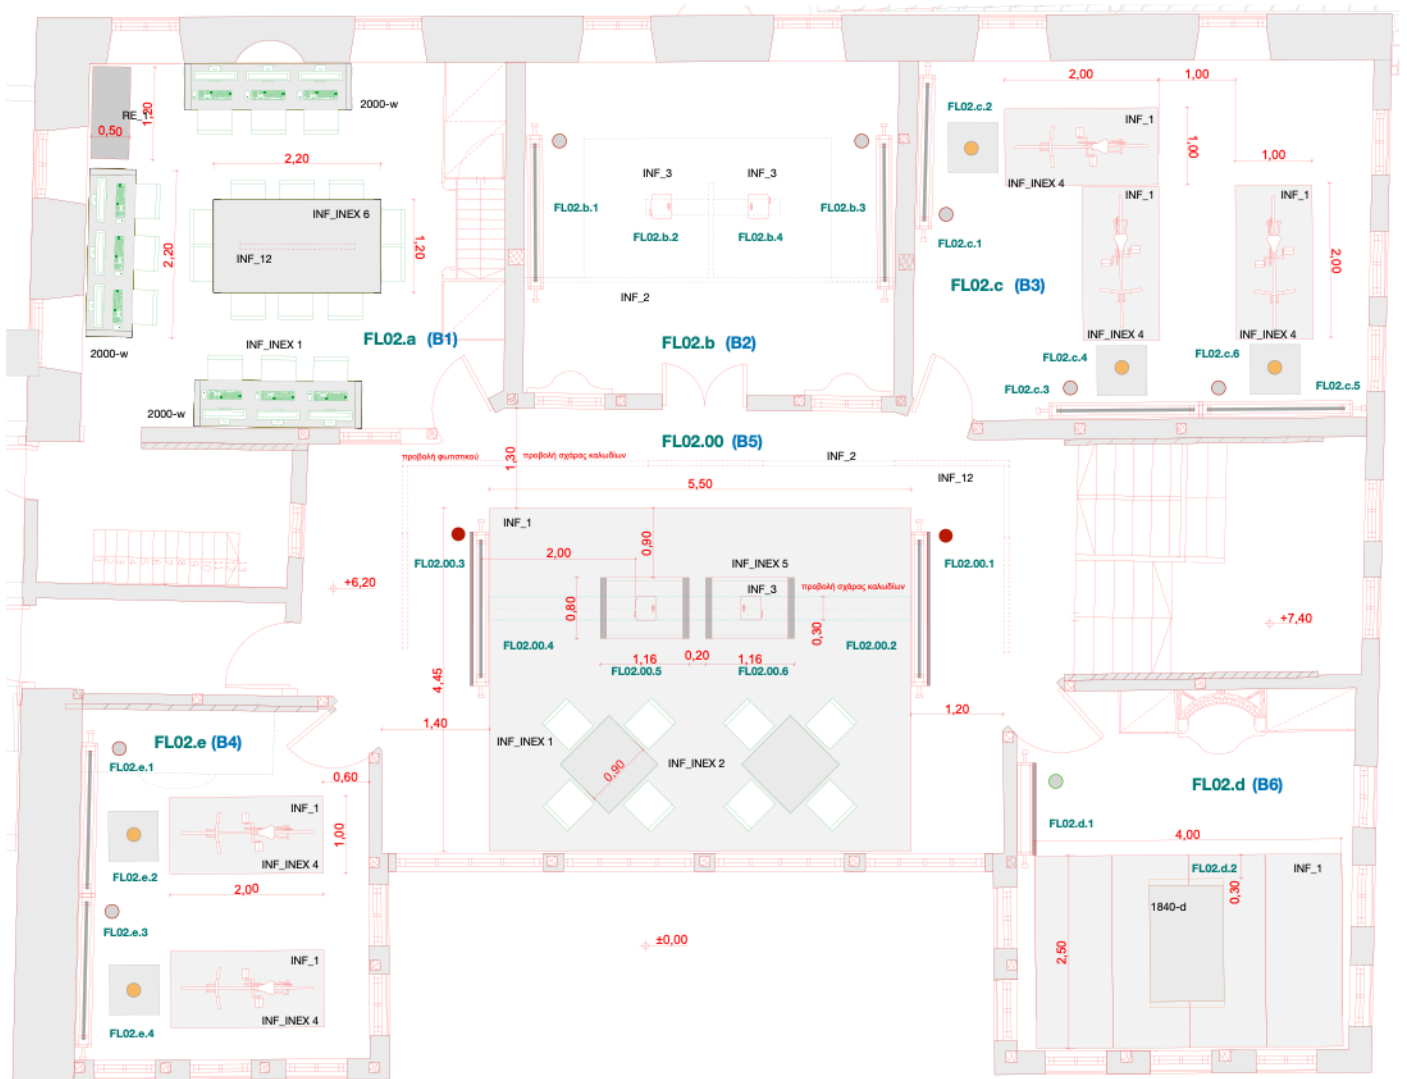 2,00
1,00
FL02.c.2
INF_1
1,00
INF_INEX 4
RE_1
1,20
0,50
2000-w
2,20
INF_INEX 6
INF_12
1,20
2,20
2000-w
INF_INEX 1
2000-w
FL02.a (B1)
INF_3
INF_3
FL02.b.1
FL02.b.2
FL02.b.4
FL02.b.3
INF_2
FL02.b (B2)
INF_1
1,00
INF_1
2,00
FL02.c.1
FL02.c (B3)
INF_INEX 4
INF_INEX 4
FL02.c.4
FL02.c.6
FL02.c.3
FL02.c.5
FL02.00 (B5)
προβολή φωτιστικού
1,30
προβολή σχάρας καλωδίων
INF_2
INF_12
5,50
INF_1
0,90
2,00
FL02.00.3
INF_INEX 5
INF_3
προβολή σχάρας καλωδίων
FL02.00.1
0,80
0,30
+6,20
+7,40
FL02.00.4
FL02.00.2
1,16
0,20
1,16
FL02.00.5
FL02.00.6
4,45
1,40
1,20
INF_INEX 1
INF_INEX 2
0,90
FL02.e (B4)
FL02.e.1
0,60
INF_1
1,00
INF_INEX 4
FL02.e.2
2,00
FL02.e.3
INF_1
INF_INEX 4
FL02.e.4
±0,00
FL02.d (B6)
FL02.d.1
4,00
FL02.d.2
INF_1
0,30
1840-d
2,50